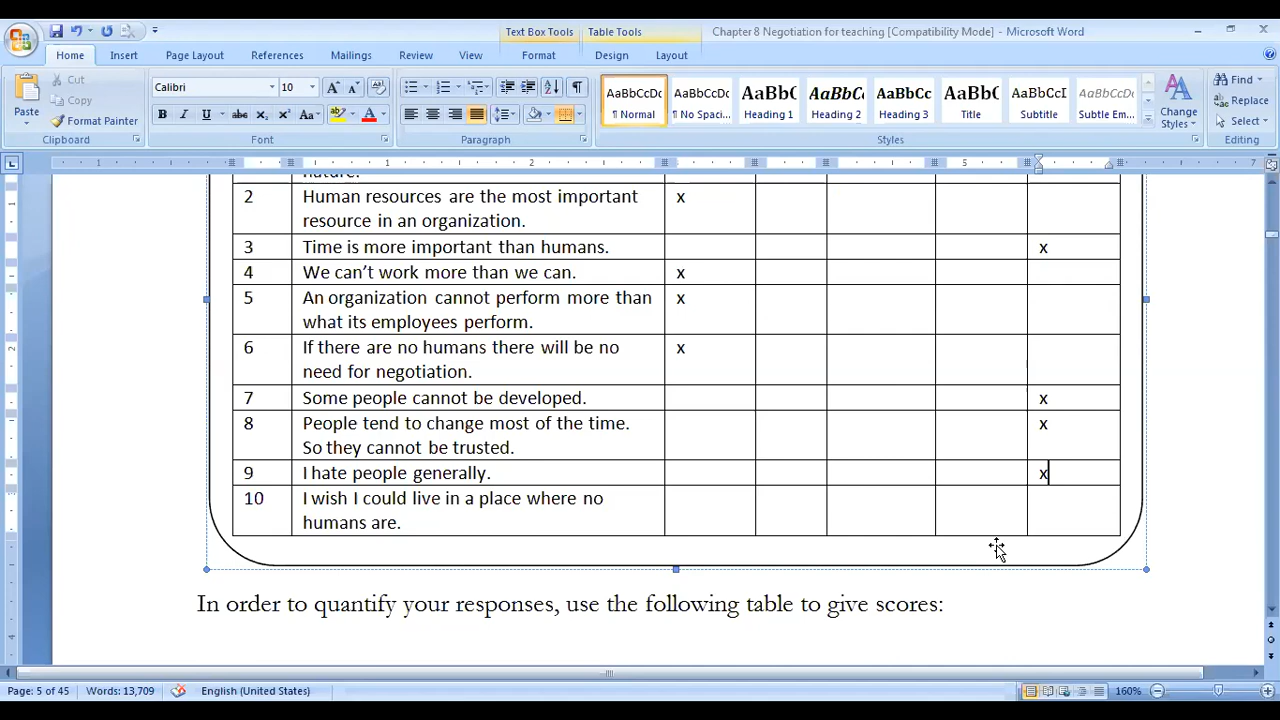 Text Box Tools Table Tools Chapter 8 Negotiation for teaching [Compatibility Mode] - Microsoft Word
Home Insert Page Layout References Mailings Review View Format Design Layout
Cut
Copy
Paste
Format Painter
Calibri 10
AaBbCcDc AaBbCcDc AaBbC AaBbCc AaBbCc AaBbC AaBbCcI AaBbCcDc
¶ Normal ¶ No Spaci... Heading 1 Heading 2 Heading 3 Title Subtitle Subtle Em...
Change Styles
Find
Replace
Select
Clipboard Font Paragraph Styles Editing
1 2 5 7
nature.
2 Human resources are the most important x
resource in an organization.
3 Time is more important than humans. x
4 We can’t work more than we can. x
5 An organization cannot perform more than x
what its employees perform.
6 If there are no humans there will be no x
need for negotiation.
7 Some people cannot be developed. x
8 People tend to change most of the time. x
So they cannot be trusted.
9 I hate people generally. x
10 I wish I could live in a place where no
humans are.
In order to quantify your responses, use the following table to give scores:
Page: 5 of 45 Words: 13,709 English (United States) 160%